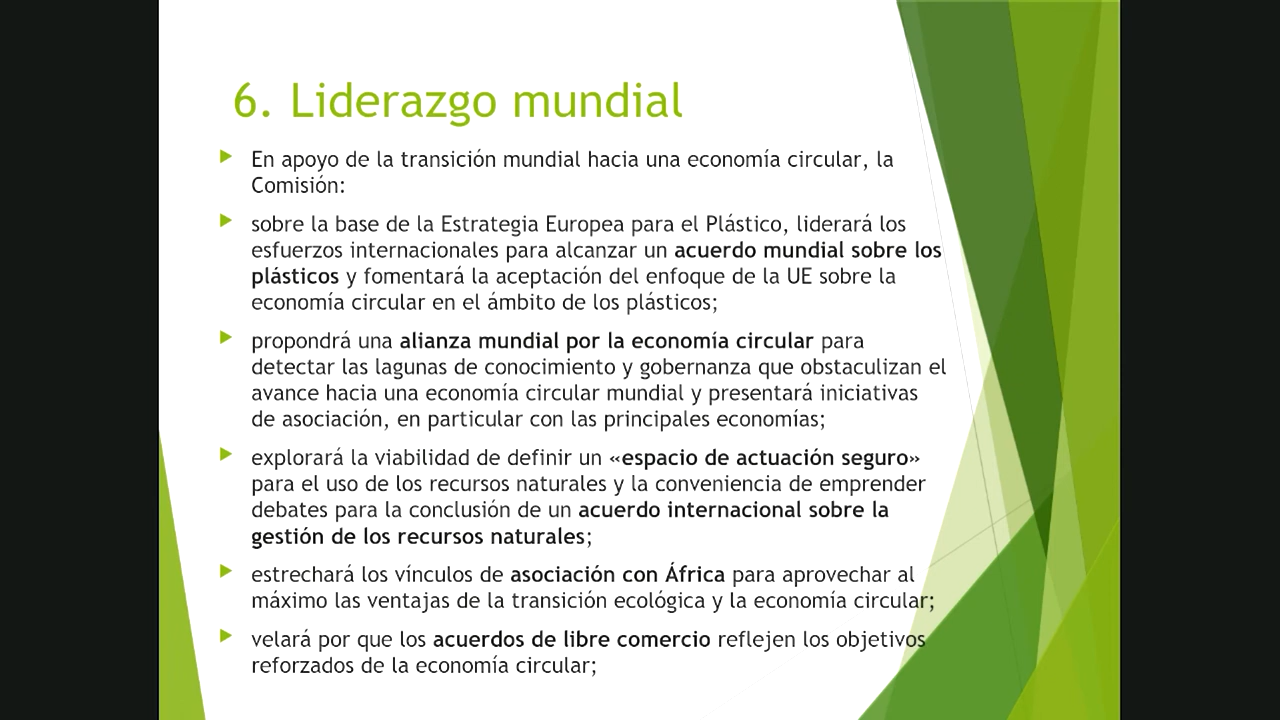 6. Liderazgo mundial
En apoyo de la transición mundial hacia una economía circular, la
Comisión:
sobre la base de la Estrategia Europea para el Plástico, liderará los
esfuerzos internacionales para alcanzar un acuerdo mundial sobre los
plásticos y fomentará la aceptación del enfoque de la UE sobre la
economía circular en el ámbito de los plásticos;
propondrá una alianza mundial por la economía circular para
detectar las lagunas de conocimiento y gobernanza que obstaculizan el
avance hacia una economía circular mundial y presentará iniciativas
de asociación, en particular con las principales economías;
explorará la viabilidad de definir un «espacio de actuación seguro»
para el uso de los recursos naturales y la conveniencia de emprender
debates para la conclusión de un acuerdo internacional sobre la
gestión de los recursos naturales;
estrechará los vínculos de asociación con África para aprovechar al
máximo las ventajas de la transición ecológica y la economía circular;
velará por que los acuerdos de libre comercio reflejen los objetivos
reforzados de la economía circular;